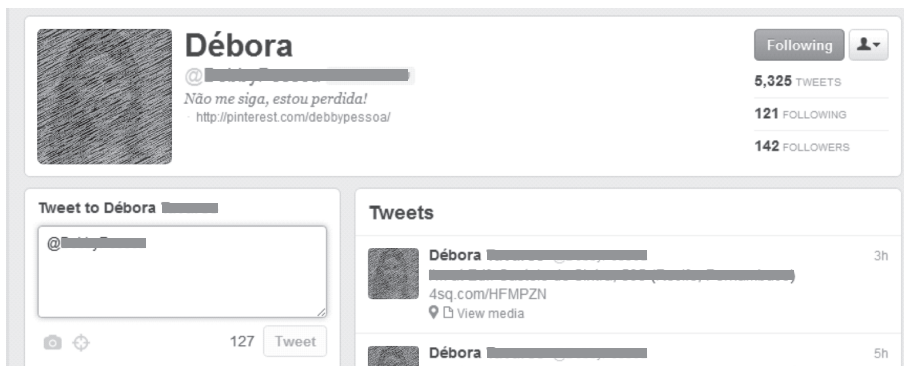 Débora
@
Não me siga, estou perdida!
http://pinterest.com/debbypessoa/
Following
5,325 TWEETS
121 FOLLOWING
142 FOLLOWERS
Tweet to Débora
@
127 Tweet
Tweets
Débora 3h
4sq.com/HFMPZN
View media
Débora 5h